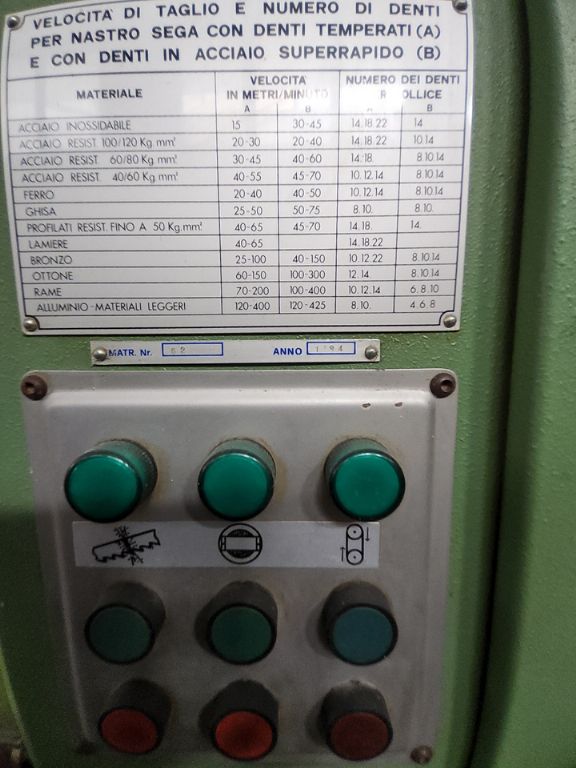 VELOCITA' DI TAGLIO E NUMERO DI DENTI
PER NASTRO SEGA CON DENTI TEMPERATI (A)
E CON DENTI IN ACCIAIO SUPERRAPIDO (B)
MATERIALE VELOCITA' IN METRI/MINUTO NUMERO DEI DENTI
A B A B
ACCIAIO INOSSIDABILE 15 30-45 14.18.22 14
ACCIAIO RESIST. 100/120 Kg.mm² 20-30 20-40 14.18.22 10.14
ACCIAIO RESIST. 60/80 Kg.mm² 30-45 40-60 14.18. 8.10.14
ACCIAIO RESIST. 40/60 Kg.mm² 40-55 45-70 10.12.14 8.10.14
FERRO 20-40 40-50 10.12.14 8.10.14
GHISA 25-50 50-75 8.10. 8.10.
PROFILATI RESIST. FINO A 50 Kg.mm² 40-65 45-70 14.18. 14.
LAMIERE 40-65 14.18.22
BRONZO 25-100 40-150 10.12.22 8.10.14
OTTONE 60-150 100-300 12.14 8.10.14
RAME 70-200 100-400 10.12.14 6.8.10
ALLUMINIO-MATERIALI LEGGERI 120-400 120-425 8.10. 4.6.8
MATR. Nr. ANNO